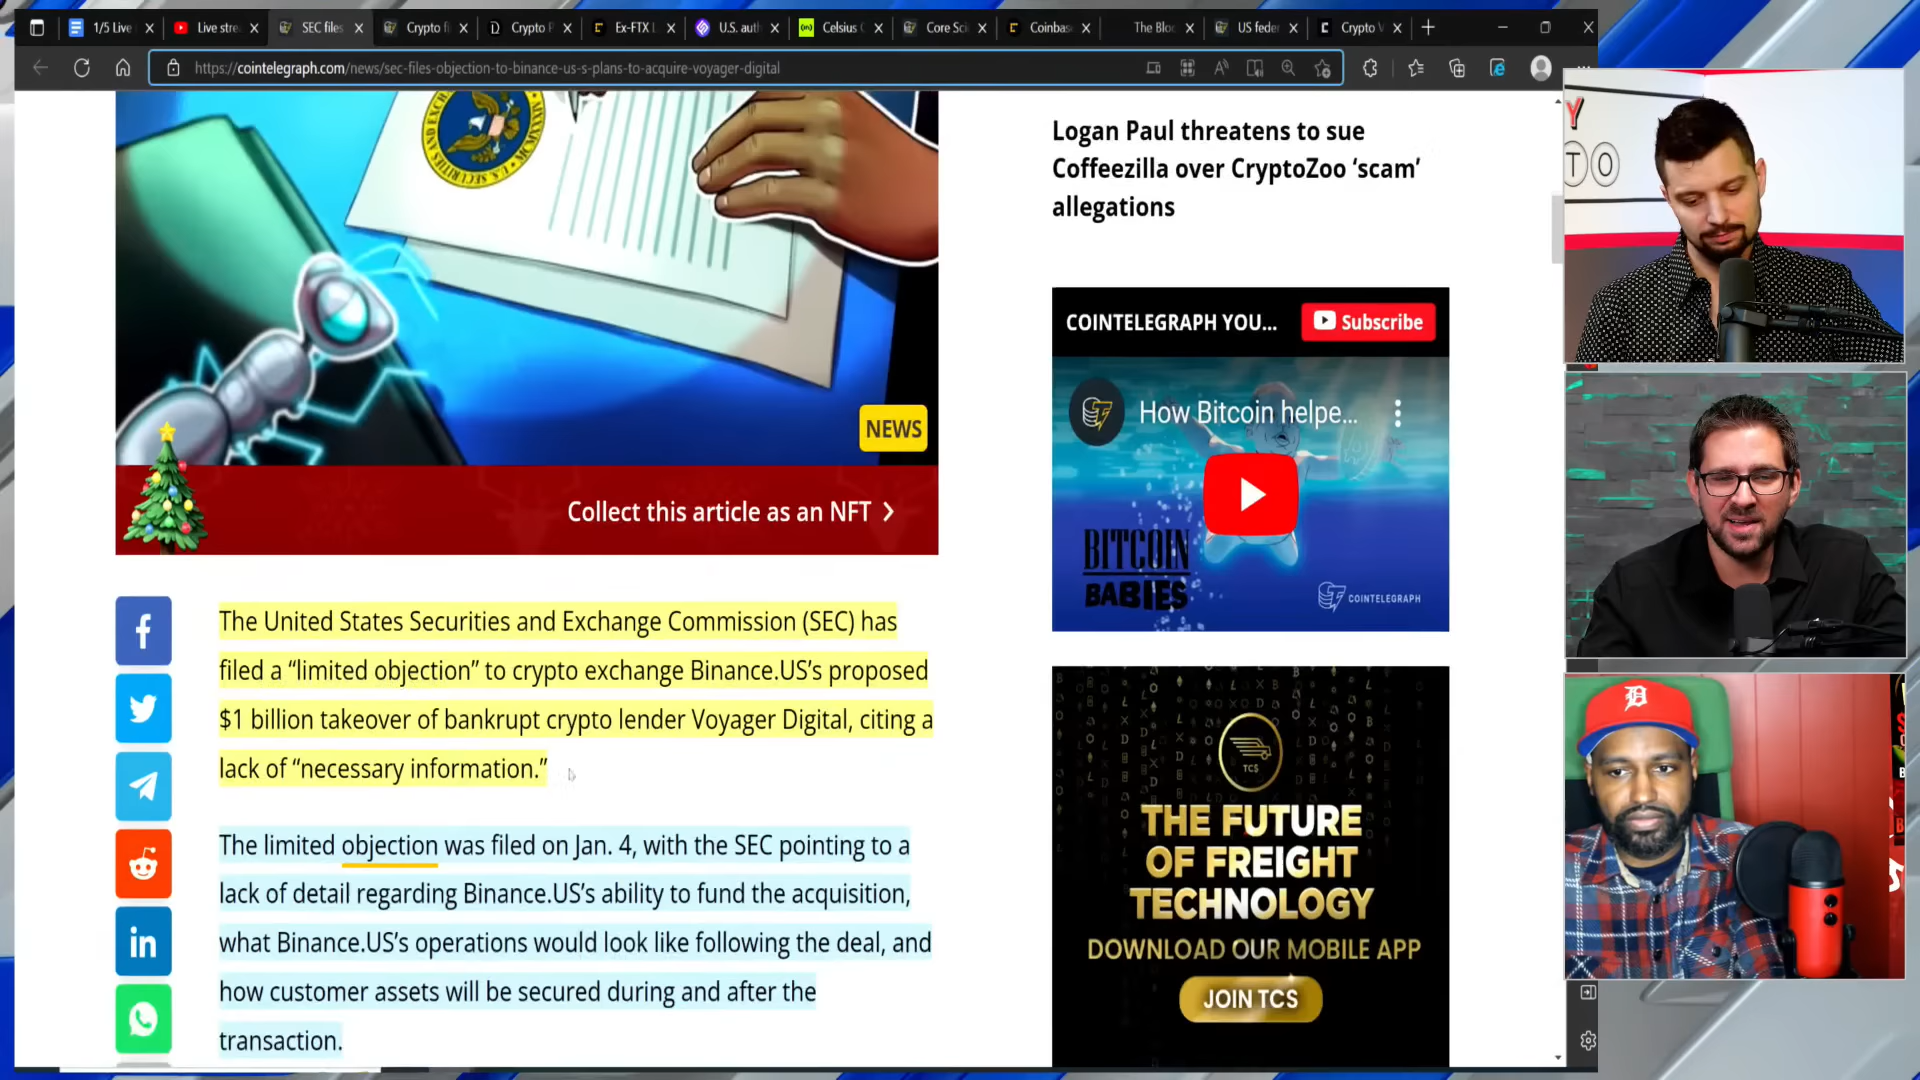 1/5 Live
Live stre
SEC files
Crypto fi
Crypto P
Ex-FTX L
U.S. auth
Celsius
Core Sci
Coinbas
The Bloc
US feder
Crypto V
https://cointelegraph.com/news/sec-files-objection-to-binance-us-s-plans-to-acquire-voyager-digital
NEWS
Collect this article as an NFT
The United States Securities and Exchange Commission (SEC) has
filed a “limited objection” to crypto exchange Binance.US’s proposed
$1 billion takeover of bankrupt crypto lender Voyager Digital, citing a
lack of “necessary information.”
The limited objection was filed on Jan. 4, with the SEC pointing to a
lack of detail regarding Binance.US’s ability to fund the acquisition,
what Binance.US’s operations would look like following the deal, and
how customer assets will be secured during and after the
transaction.
Logan Paul threatens to sue
Coffeezilla over CryptoZoo ‘scam’
allegations
COINTELEGRAPH YOU...
Subscribe
How Bitcoin helpe...
BITCOIN
BABIES
COINTELEGRAPH
TCS
THE FUTURE
OF FREIGHT
TECHNOLOGY
DOWNLOAD OUR MOBILE APP
JOIN TCS
Y
TO
D